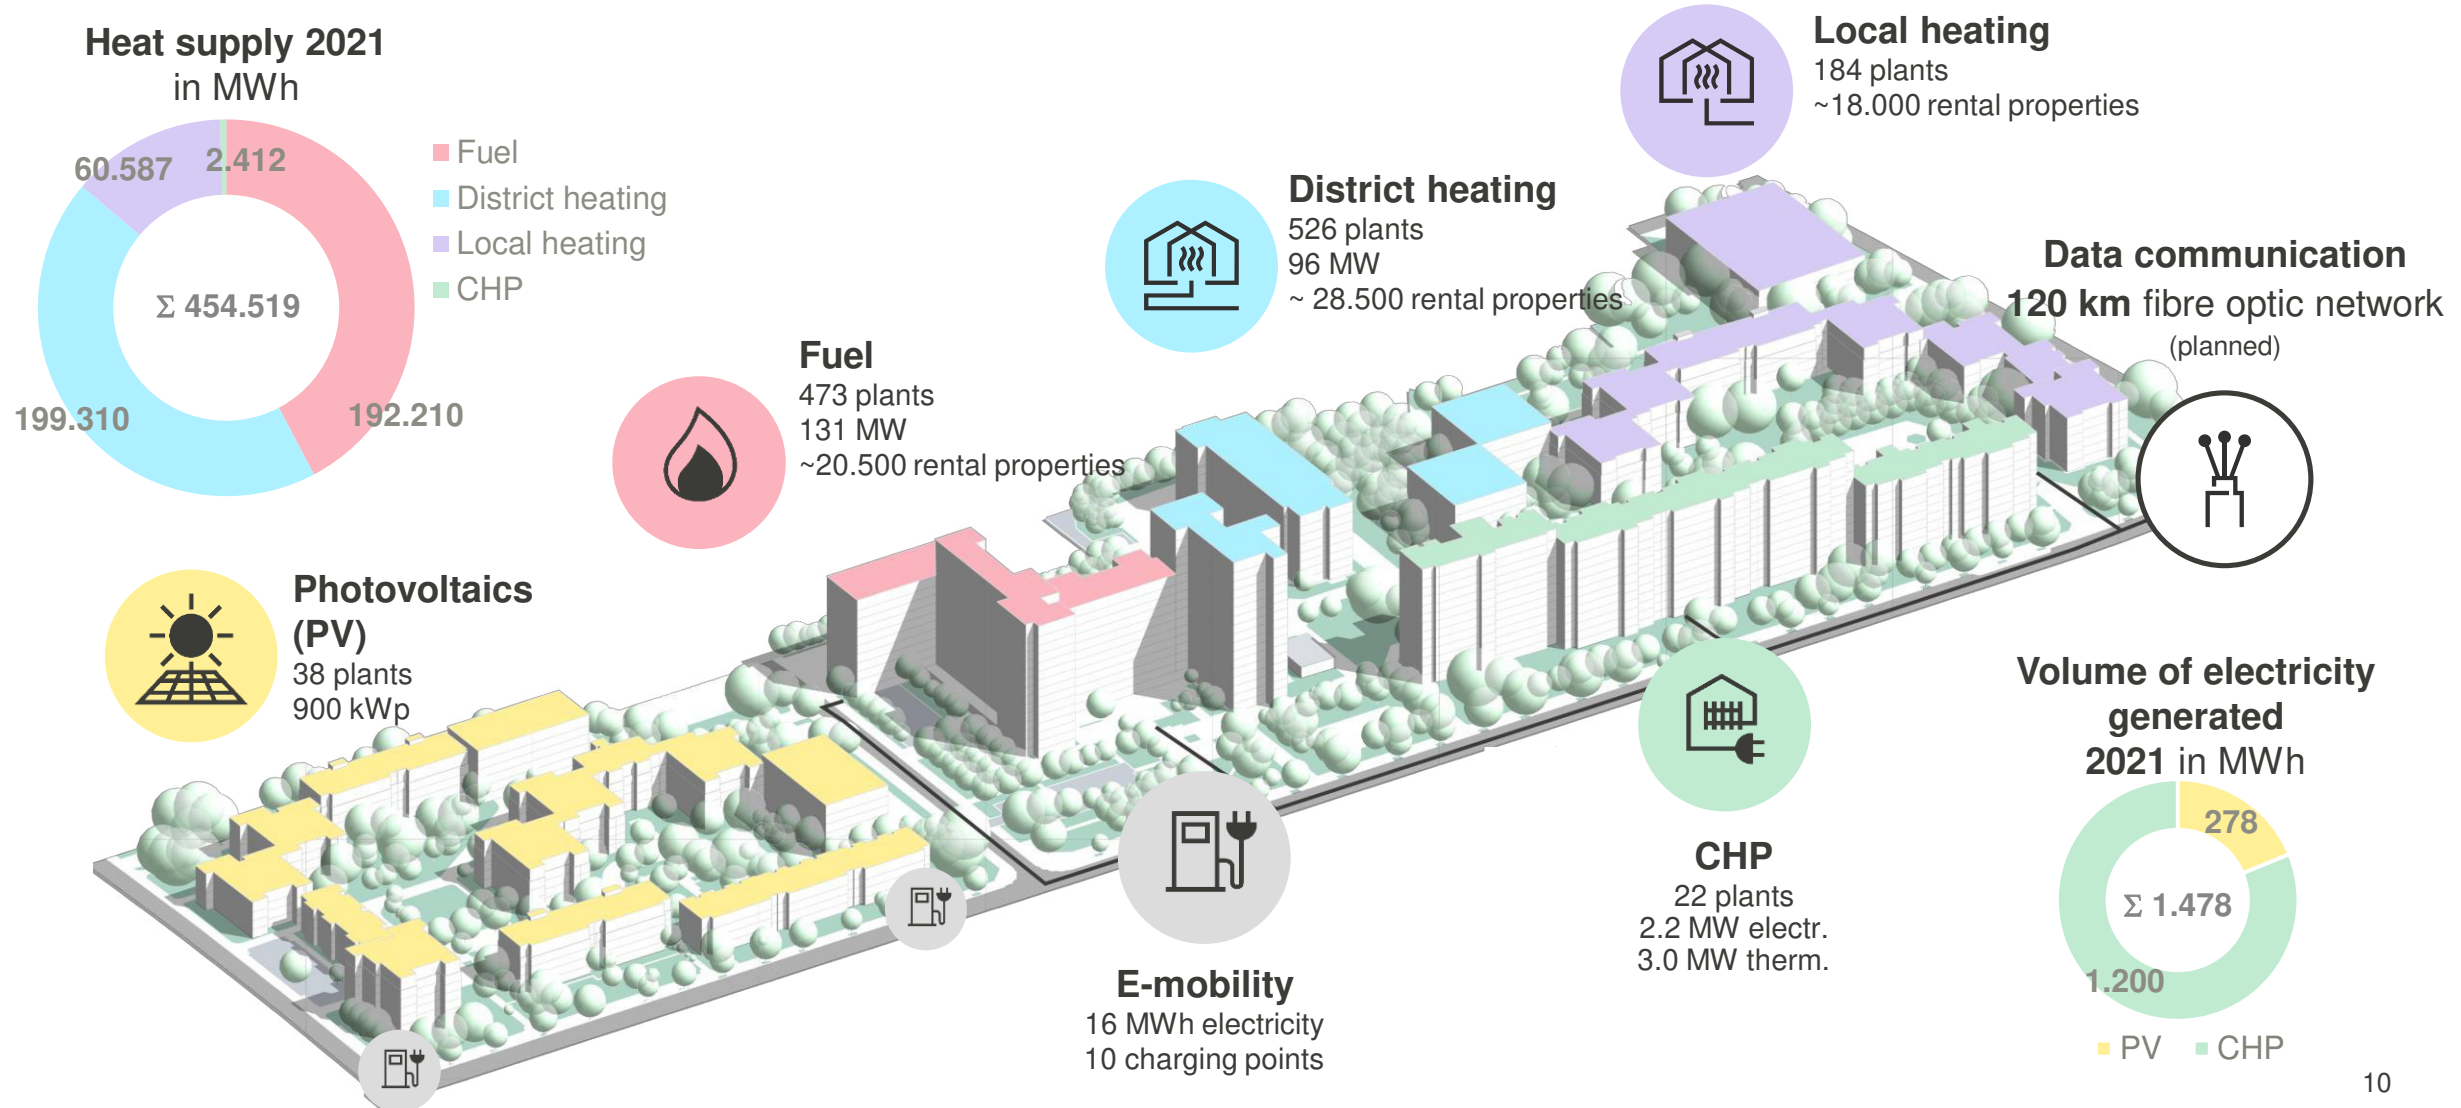 Heat supply 2021
in MWh
60.587
2.412
Fuel
District heating
Local heating
CHP
Σ 454.519
199.310
192.210
Local heating
184 plants
~18.000 rental properties
District heating
526 plants
96 MW
~ 28.500 rental properties
Data communication
120 km fibre optic network
(planned)
Fuel
473 plants
131 MW
~20.500 rental properties
Photovoltaics
(PV)
38 plants
900 kWp
E-mobility
16 MWh electricity
10 charging points
CHP
22 plants
2.2 MW electr.
3.0 MW therm.
Volume of electricity
generated
2021 in MWh
278
Σ 1.478
1.200
PV
CHP
10